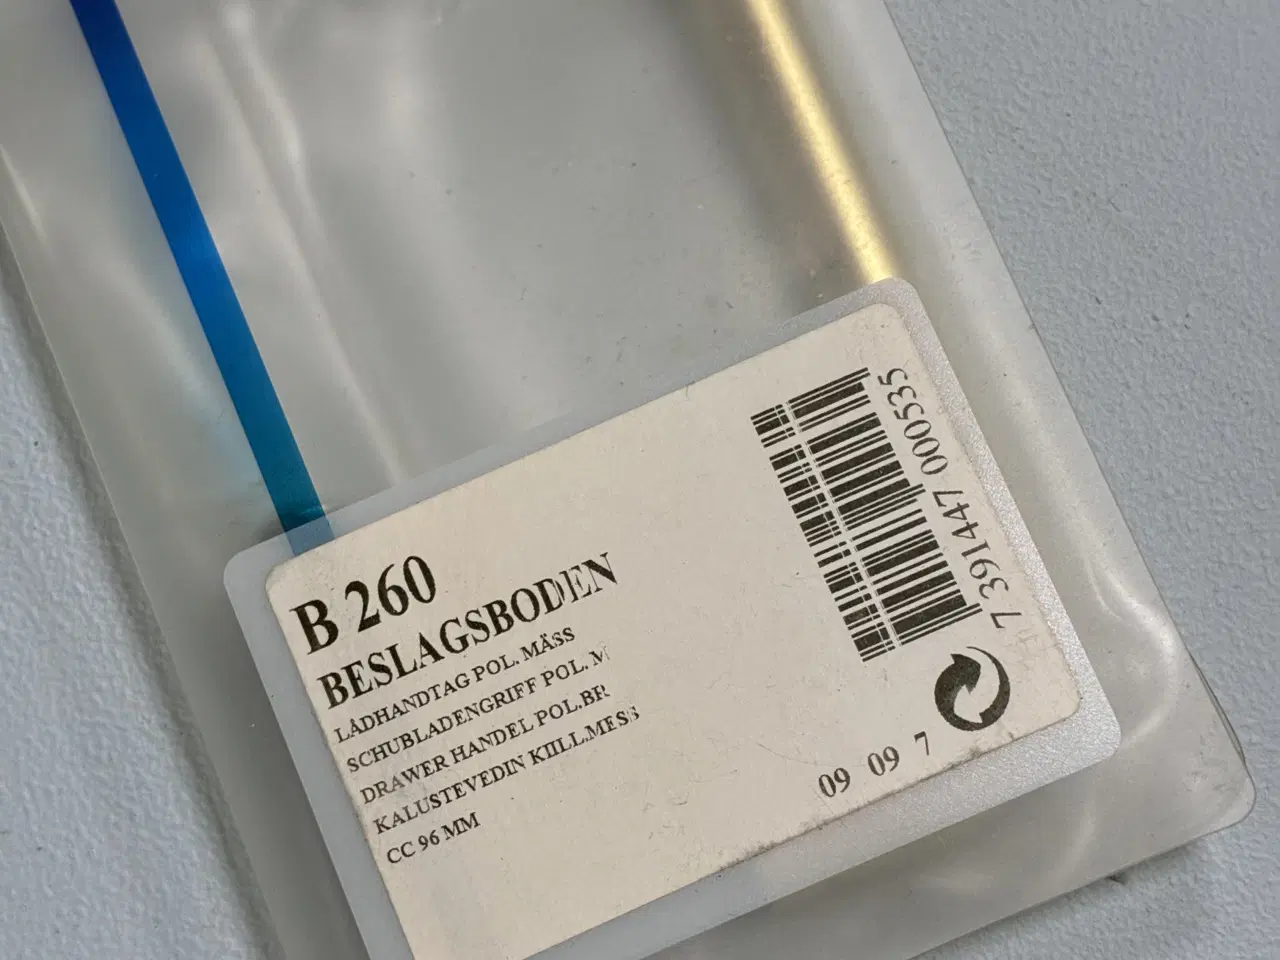 B 260
BESLAGSBODEN
LÅDHANDTAG POL. MÄSS
SCHUBLADENGRIFF POL. M
DRAWER HANDEL POL.BR
KALUSTEVEDIN KIILL.MESS
CC 96 MM
7 391447 000535
09 09 7